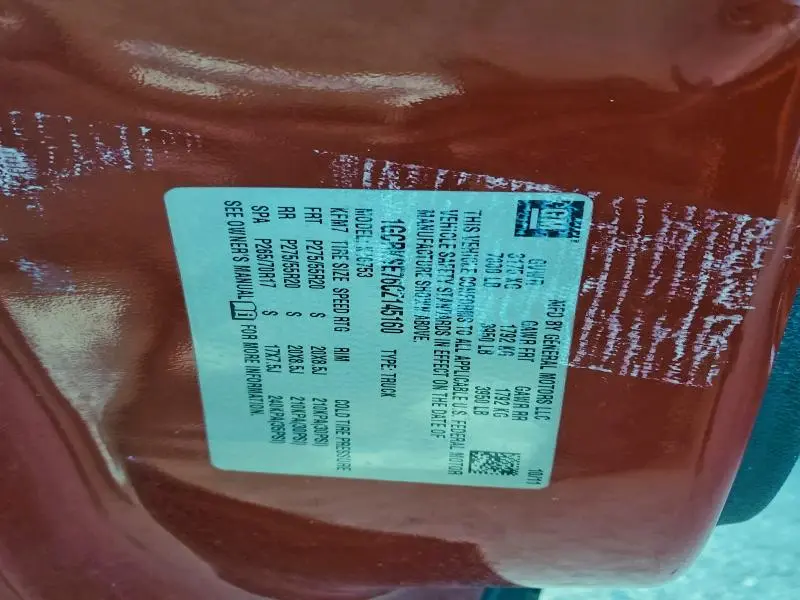 GM
MFD BY GENERAL MOTORS LLC 10/11
GVWR GAWR FRT GAWR RR
3175 KG 1792 KG 1792 KG
7000 LB 3950 LB 3950 LB
THIS VEHICLE CONFORMS TO ALL APPLICABLE U.S. FEDERAL MOTOR
VEHICLE SAFETY STANDARDS IN EFFECT ON THE DATE OF
MANUFACTURE SHOWN ABOVE.
TYPE: TRUCK
MODEL:
TIRE SIZE SPEED RTG RIM COLD TIRE PRESSURE
FRT P275/55R20 S 20X8.5J 210KPA(30PSI)
RR P275/55R20 S 20X8.5J 210KPA(30PSI)
SPA P265/70R17 S 17X7.5J 240KPA(35PSI)
SEE OWNER'S MANUAL FOR MORE INFORMATION.